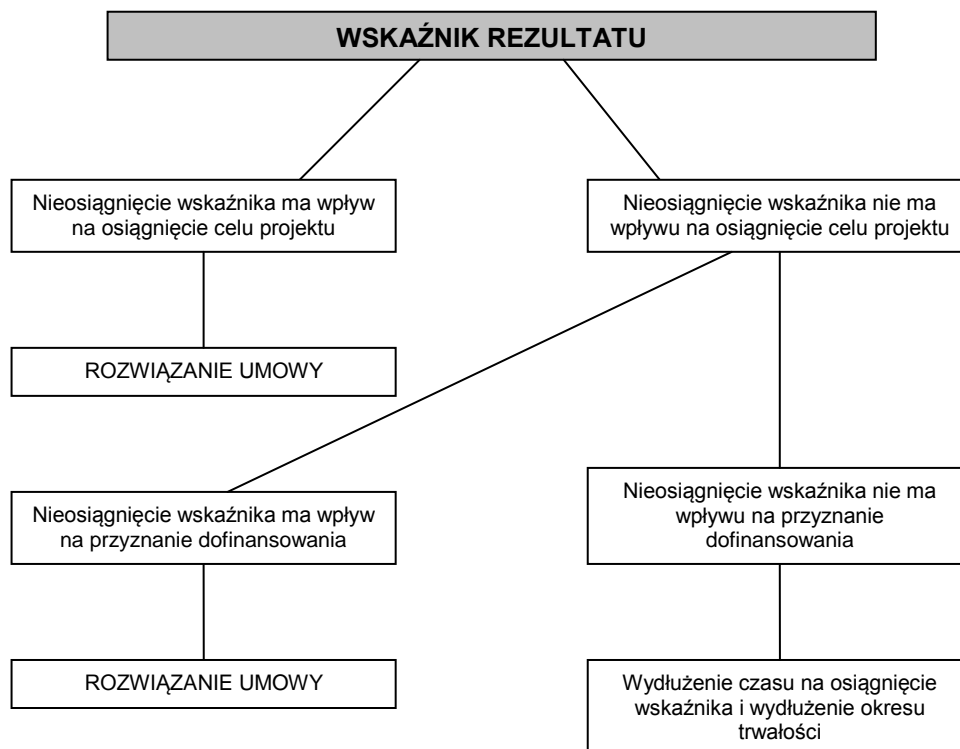 WSKAŹNIK REZULTATU
Nieosiągnięcie wskaźnika ma wpływ
na osiągnięcie celu projektu
Nieosiągnięcie wskaźnika nie ma
wpływu na osiągnięcie celu projektu
ROZWIĄZANIE UMOWY
Nieosiągnięcie wskaźnika ma wpływ
na przyznanie dofinansowania
Nieosiągnięcie wskaźnika nie ma
wpływu na przyznanie
dofinansowania
ROZWIĄZANIE UMOWY
Wydłużenie czasu na osiągnięcie
wskaźnika i wydłużenie okresu
trwałości